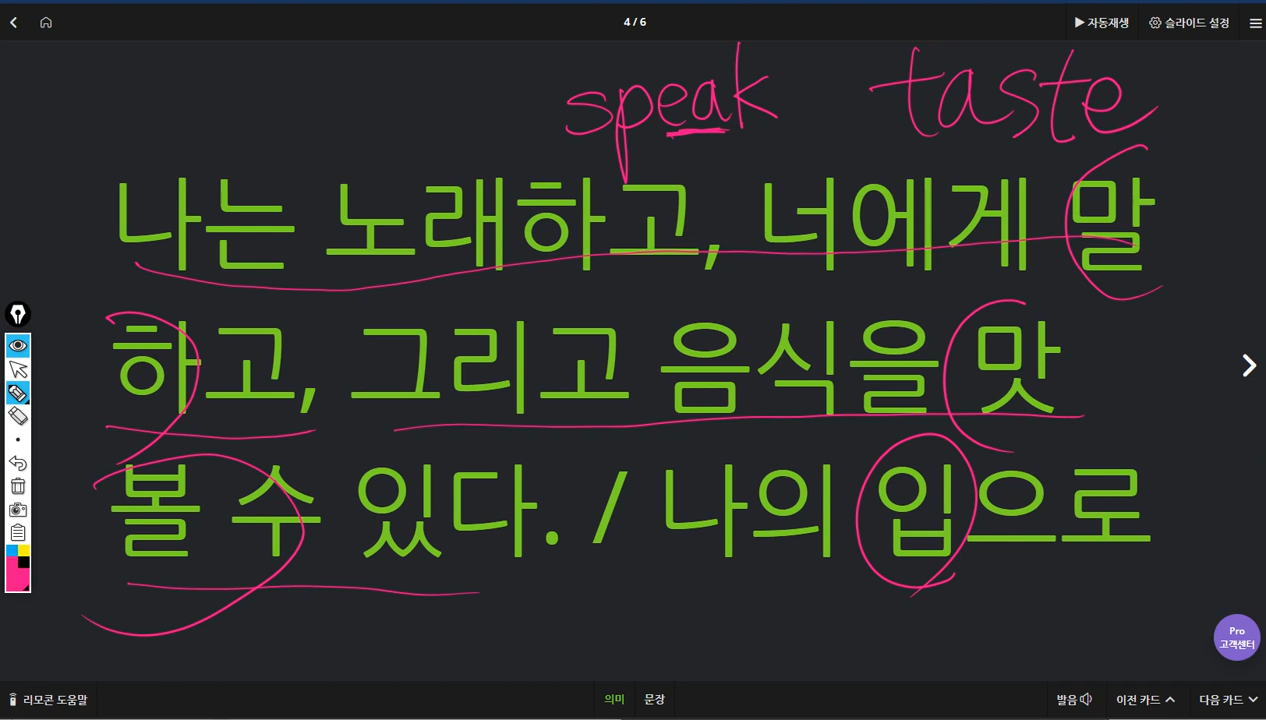 4 / 6
자동재생
슬라이드 설정
speak taste
나는 노래하고, 너에게 말
하고, 그리고 음식을 맛
볼 수 있다. / 나의 입으로
Pro
고객센터
리모콘 도움말
의미
문장
발음
이전 카드
다음 카드